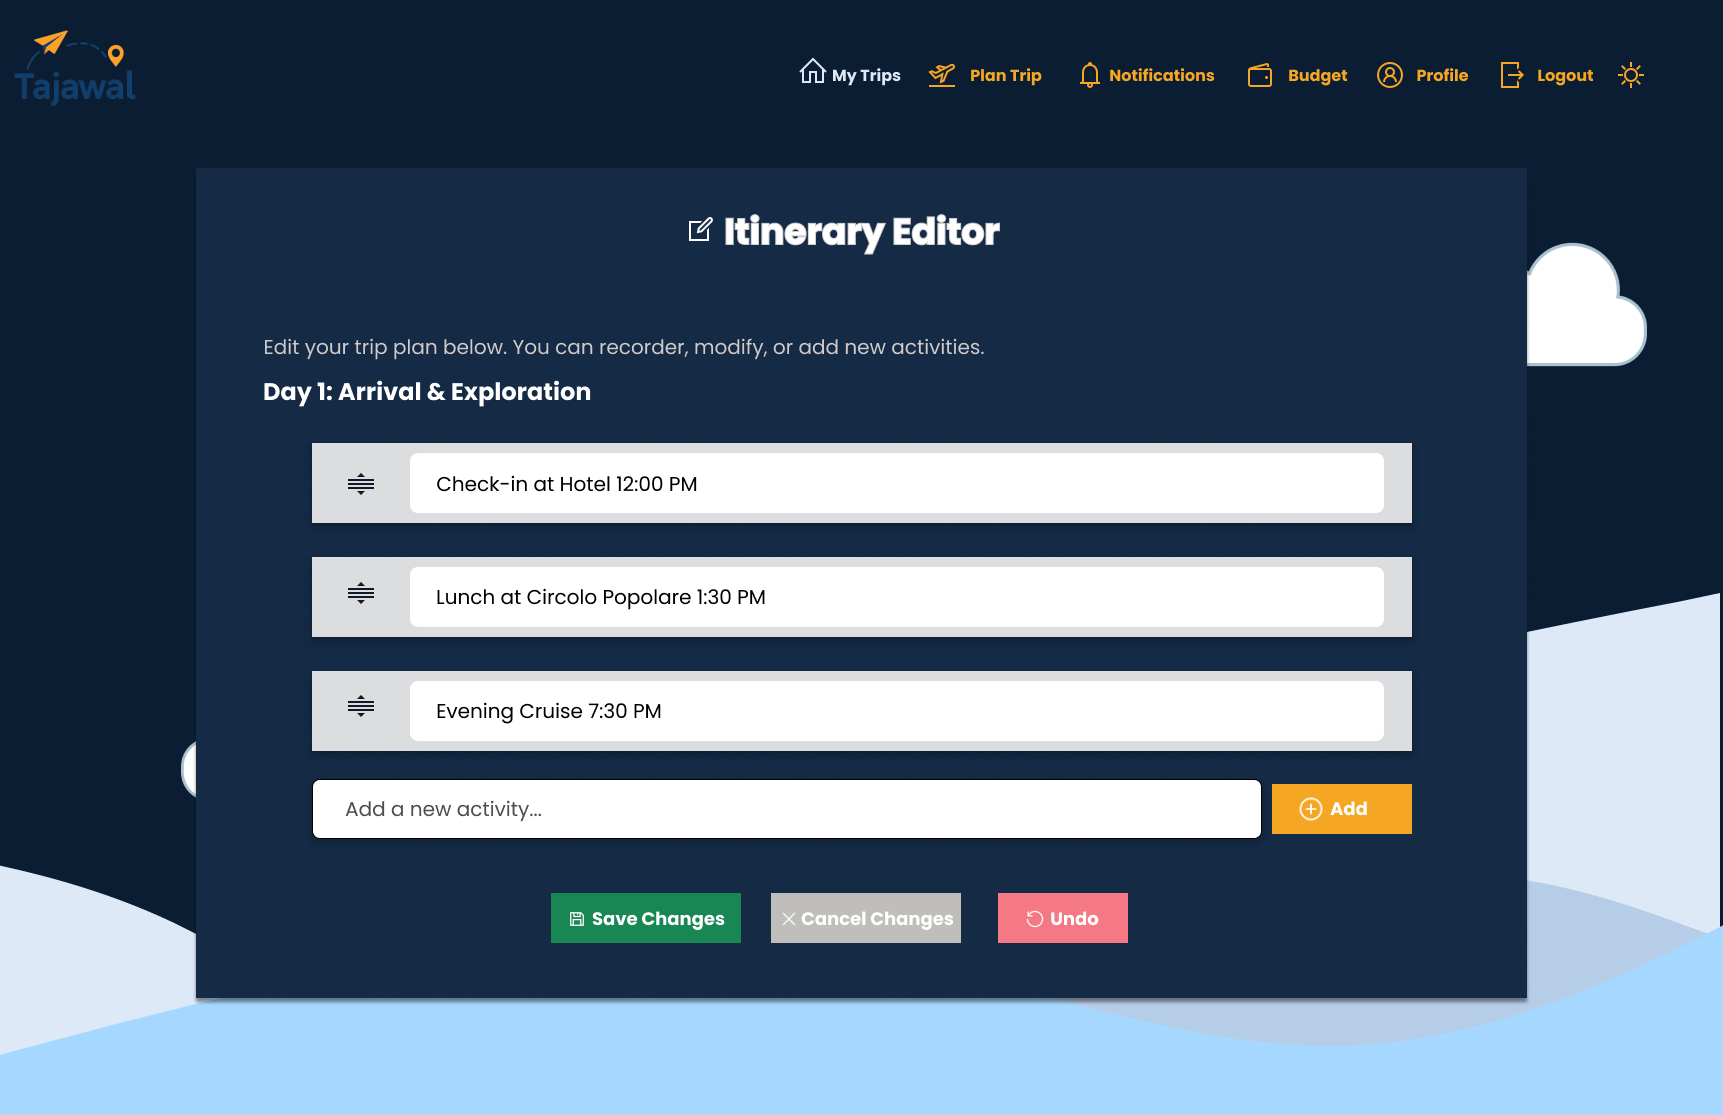 Tajawal
My Trips
Plan Trip
Notifications
Budget
Profile
Logout
Itinerary Editor
Edit your trip plan below. You can recorder, modify, or add new activities.
Day 1: Arrival & Exploration
Check-in at Hotel 12:00 PM
Lunch at Circolo Popolare 1:30 PM
Evening Cruise 7:30 PM
Add a new activity...
Add
Save Changes
Cancel Changes
Undo